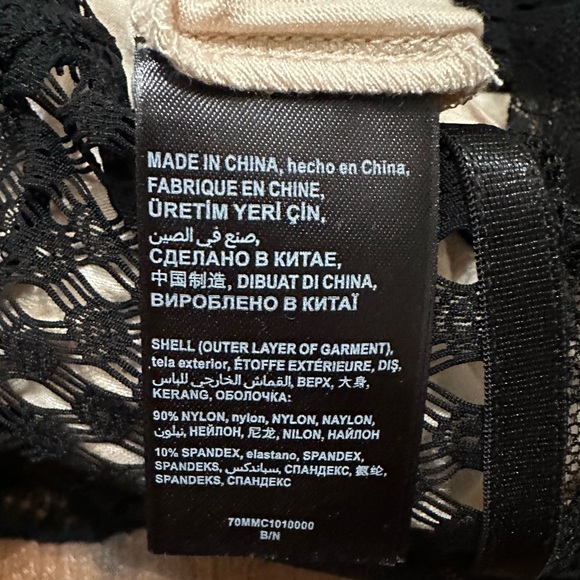 MADE IN CHINA, hecho en China,
FABRIQUE EN CHINE,
ÜRETİM YERİ ÇİN,
صنع في الصين,
СДЕЛАНО В КИТАЕ,
中国制造, DIBUAT DI CHINA,
ВИРОБЛЕНО В КИТАЇ
SHELL (OUTER LAYER OF GARMENT),
tela exterior, ÉTOFFE EXTÉRIEURE, DIŞ,
القماش الخارجي للباس, ВЕРХ, 大身,
KERANG, ОБОЛОЧКА:
90% NYLON, nylon, NYLON, NAYLON,
نيلون, НЕЙЛОН, 尼龙, NILON, НАЙЛОН
10% SPANDEX, elastano, SPANDEX,
SPANDEKS, سباندكس, СПАНДЕКС, 氨纶,
SPANDEKS, СПАНДЕКС
70MMC1010000
B/N